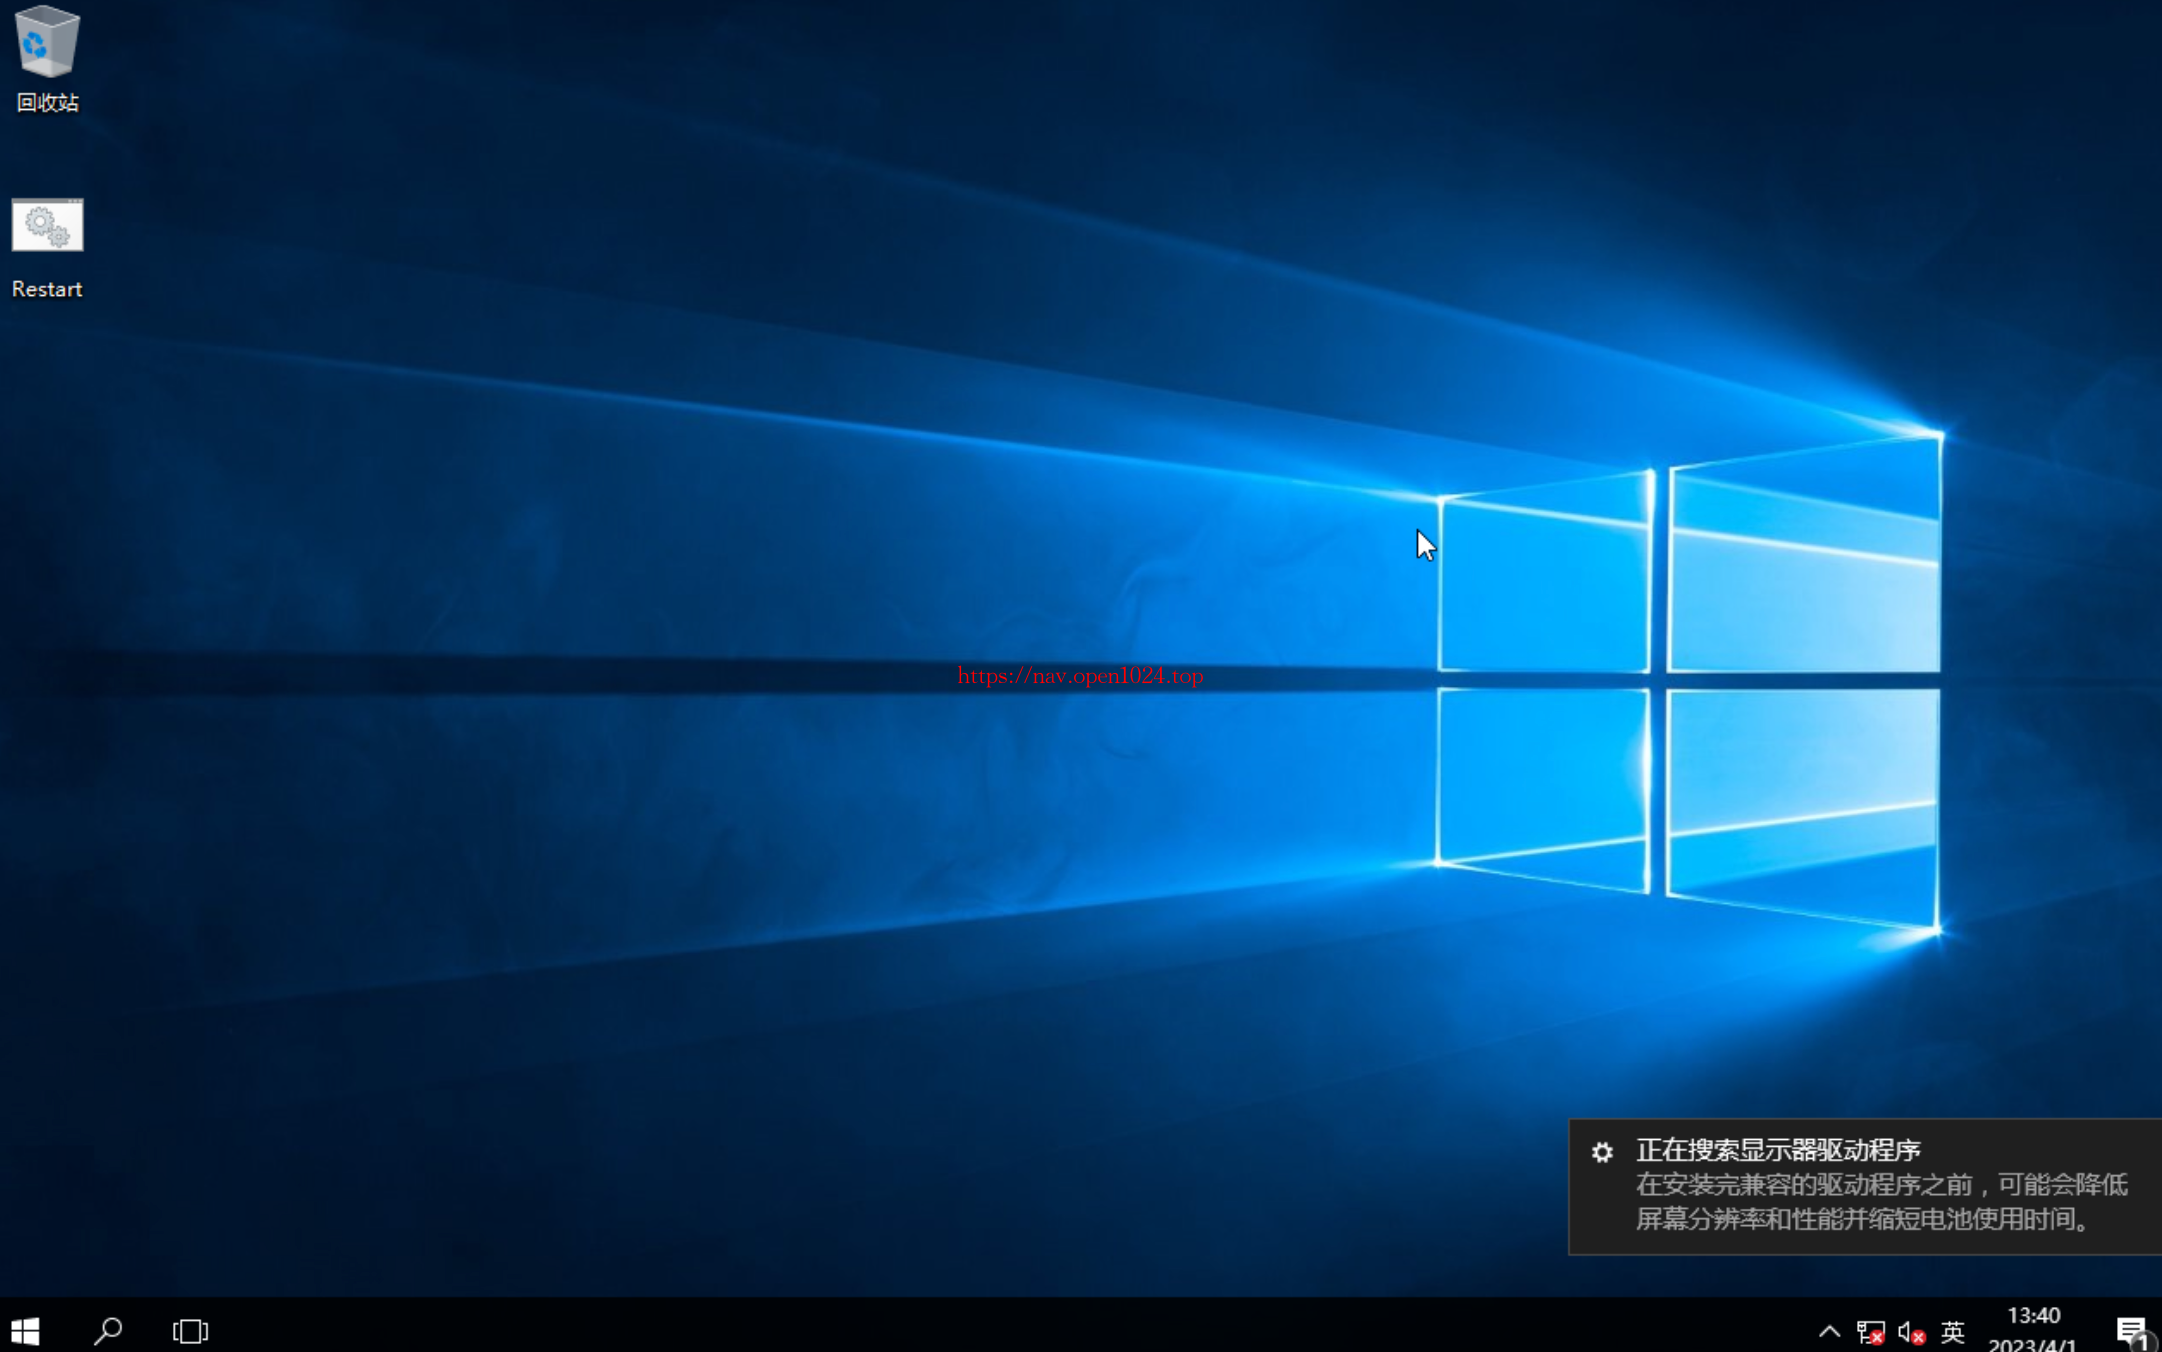 回收站
Restart
https://nav.open1024.top
正在搜索显示器驱动程序
在安装完兼容的驱动程序之前，可能会降低
屏幕分辨率和性能并缩短电池使用时间。
英
13:40
2023/4/1
1